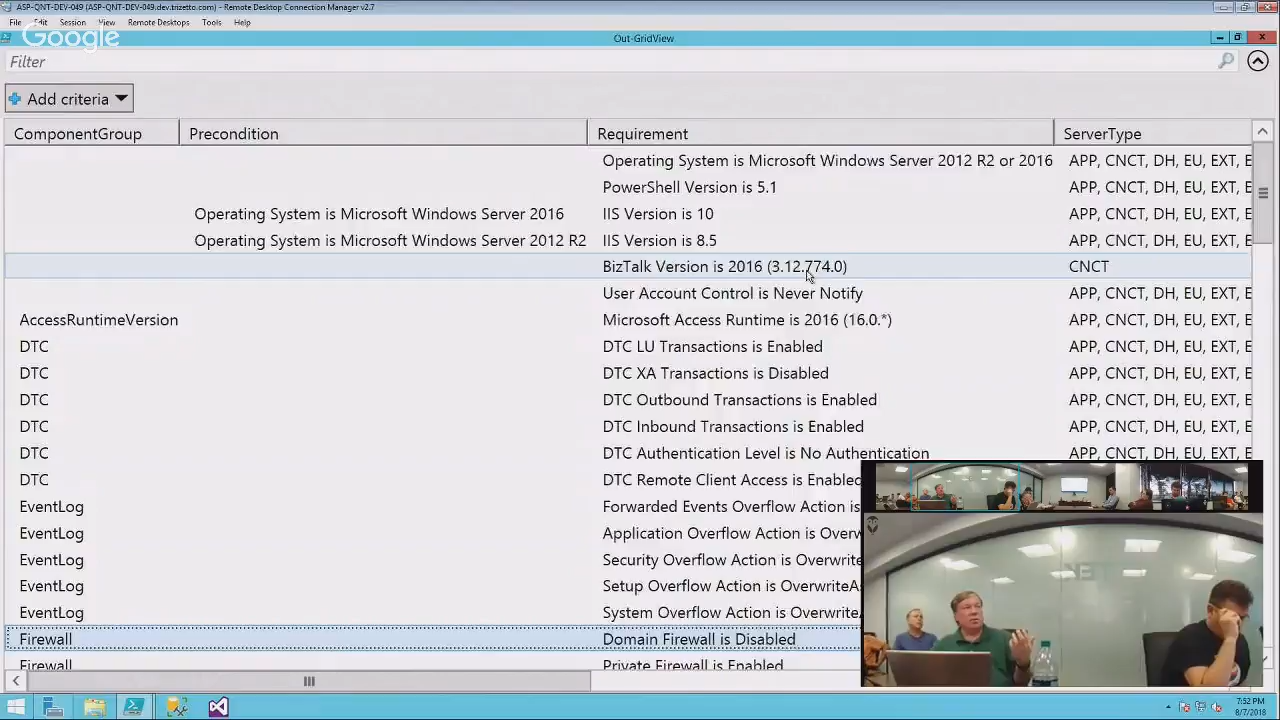 ASP-QNT-DEV-049 (ASP-QNT-DEV-049.dev.trizetto.com) - Remote Desktop Connection Manager v2.7
File Edit Session View Remote Desktops Tools Help
Google
Out-GridView
Filter
Add criteria
ComponentGroup Precondition Requirement ServerType
Operating System is Microsoft Windows Server 2012 R2 or 2016 APP, CNCT, DH, EU, EXT, E
PowerShell Version is 5.1 APP, CNCT, DH, EU, EXT, E
Operating System is Microsoft Windows Server 2016 IIS Version is 10 APP, CNCT, DH, EU, EXT, E
Operating System is Microsoft Windows Server 2012 R2 IIS Version is 8.5 APP, CNCT, DH, EU, EXT, E
BizTalk Version is 2016 (3.12.774.0) CNCT
User Account Control is Never Notify APP, CNCT, DH, EU, EXT, E
AccessRuntimeVersion Microsoft Access Runtime is 2016 (16.0.*) APP, CNCT, DH, EU, EXT, E
DTC DTC LU Transactions is Enabled APP, CNCT, DH, EU, EXT, E
DTC DTC XA Transactions is Disabled APP, CNCT, DH, EU, EXT, E
DTC DTC Outbound Transactions is Enabled APP, CNCT, DH, EU, EXT, E
DTC DTC Inbound Transactions is Enabled APP, CNCT, DH, EU, EXT, E
DTC DTC Authentication Level is No Authentication APP, CNCT, DH, EU, EXT, E
DTC DTC Remote Client Access is Enabled
EventLog Forwarded Events Overflow Action is
EventLog Application Overflow Action is Overwrite
EventLog Security Overflow Action is OverwriteAs
EventLog Setup Overflow Action is OverwriteAs
EventLog System Overflow Action is OverwriteA
Firewall Domain Firewall is Disabled
Firewall Private Firewall is Enabled
7:52 PM
8/7/2018